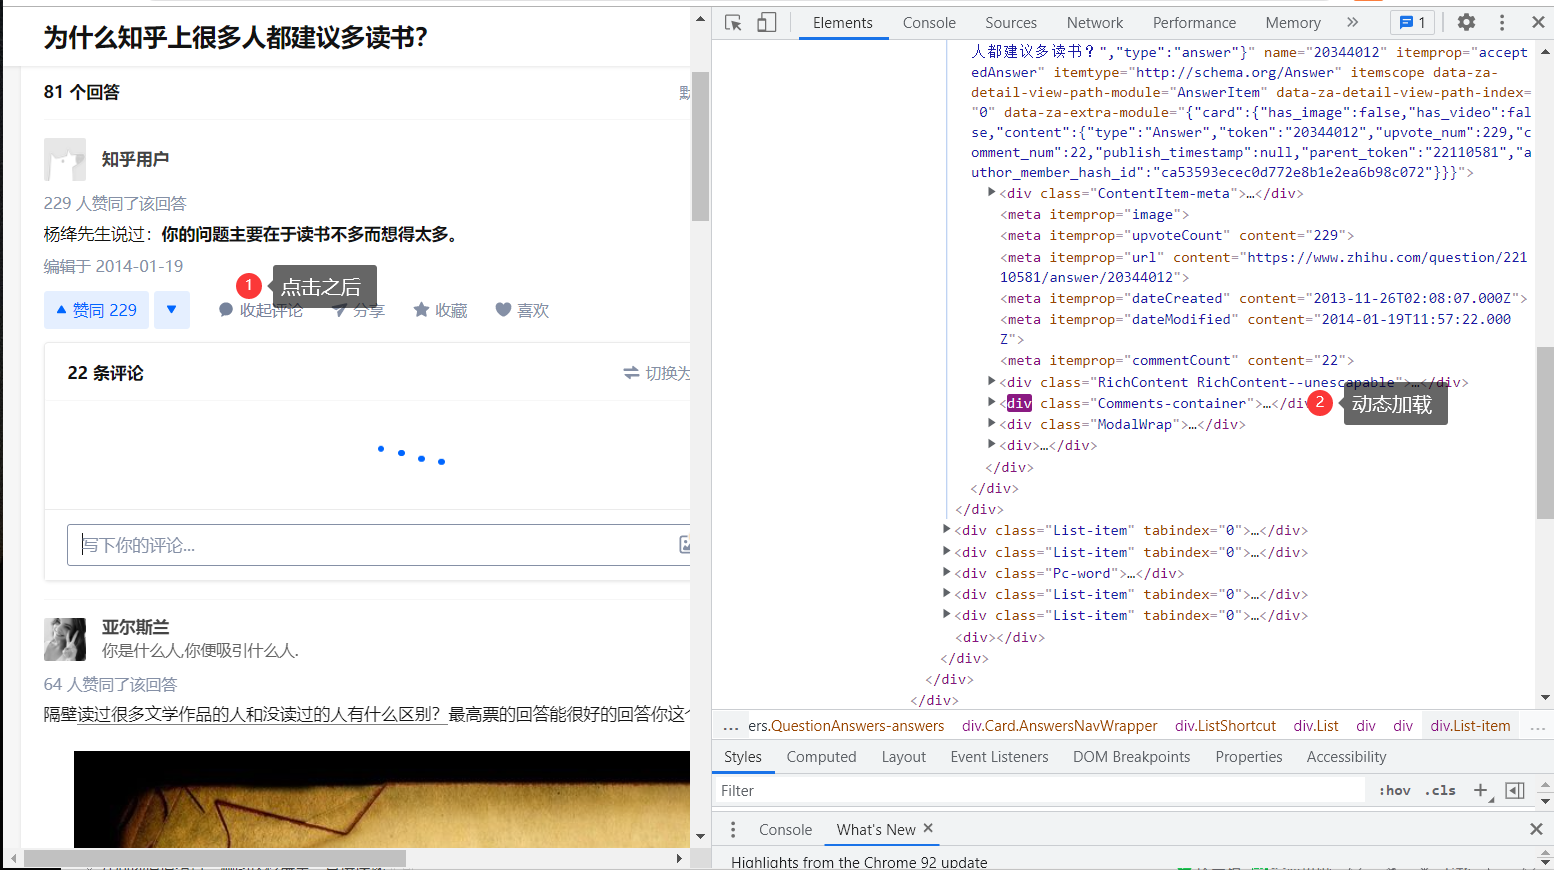 为什么知乎上很多人都建议多读书？
81 个回答
知乎用户
229 人赞同了该回答
杨绛先生说过：你的问题主要在于读书不多而想得太多。
编辑于 2014-01-19
1
点击之后
赞同 229
收起评论
分享
收藏
喜欢
22 条评论
切换为
写下你的评论...
亚尔斯兰
你是什么人,你便吸引什么人.
64 人赞同了该回答
隔壁读过很多文学作品的人和没读过的人有什么区别？ 最高票的回答能很好的回答你这个
Elements Console Sources Network Performance Memory » 1
人都建议多读书？","type":"answer"}" name="20344012" itemprop="accept
edAnswer" itemtype="http://schema.org/Answer" itemscope data-za-
detail-view-path-module="AnswerItem" data-za-detail-view-path-index=
"0" data-za-extra-module="{"card":{"has_image":false,"has_video":fal
se,"content":{"type":"Answer","token":"20344012","upvote_num":229,"c
omment_num":22,"publish_timestamp":null,"parent_token":"22110581","a
uthor_member_hash_id":"ca53593ecec0d772e8b1e2ea6b98c072"}}}">
<div class="ContentItem-meta">…</div>
<meta itemprop="image">
<meta itemprop="upvoteCount" content="229">
<meta itemprop="url" content="https://www.zhihu.com/question/221
10581/answer/20344012">
<meta itemprop="dateCreated" content="2013-11-26T02:08:07.000Z">
<meta itemprop="dateModified" content="2014-01-19T11:57:22.000
Z">
<meta itemprop="commentCount" content="22">
<div class="RichContent RichContent--unescapable">…</div>
<div class="Comments-container">…</div
2
动态加载
<div class="ModalWrap">…</div>
<div>…</div>
</div>
</div>
</div>
<div class="List-item" tabindex="0">…</div>
<div class="List-item" tabindex="0">…</div>
<div class="Pc-word">…</div>
<div class="List-item" tabindex="0">…</div>
<div class="List-item" tabindex="0">…</div>
<div></div>
</div>
</div>
</div>
... ers.QuestionAnswers-answers div.Card.AnswersNavWrapper div.ListShortcut div.List div div div.List-item ...
Styles Computed Layout Event Listeners DOM Breakpoints Properties Accessibility
Filter :hov .cls
Console What's New
Highlights from the Chrome 92 update